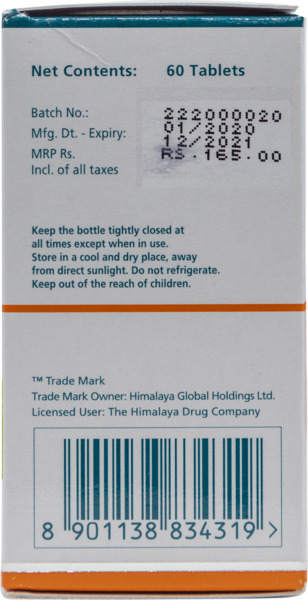 Net Contents: 60 Tablets
Batch No.: 222000020
Mfg. Dt. - Expiry: 01/2020
12/2021
MRP Rs. RS.165.00
Incl. of all taxes
Keep the bottle tightly closed at
all times except when in use.
Store in a cool and dry place, away
from direct sunlight. Do not refrigerate.
Keep out of the reach of children.
™ Trade Mark
Trade Mark Owner: Himalaya Global Holdings Ltd.
Licensed User: The Himalaya Drug Company
8 901138 834319 >